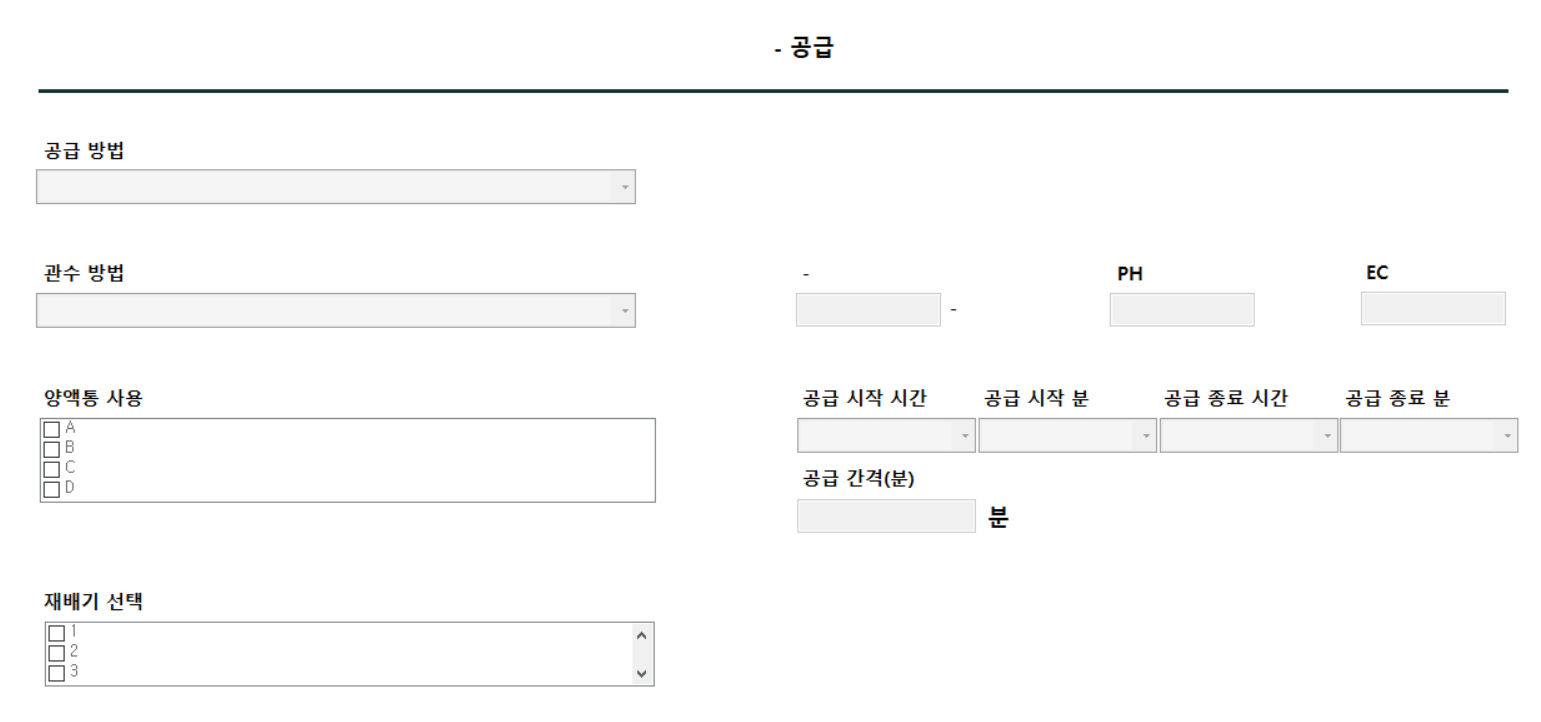 - 공급
공급 방법
관수 방법
- PH EC
-
양액통 사용
공급 시작 시간 공급 시작 분 공급 종료 시간 공급 종료 분
A
B
C
D
공급 간격(분)
분
재배기 선택
1
2
3